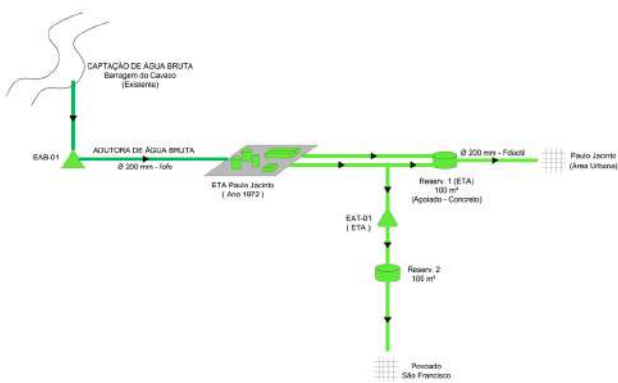 CAPTAÇÃO DE ÁGUA BRUTA
Barragem do Cavaco
(Existente)
EAB-01
ADUTORA DE ÁGUA BRUTA
Ø 200 mm - fofo
ETA Paulo Jacinto
( Ano 1972 )
Ø 200 mm - Fductil
Reserv. 1 (ETA)
100 m³
(Apoiado - Concreto)
Paulo Jacinto
(Área Urbana)
EAT-01
( ETA )
Reserv. 2
100 m³
Povoado
São Francisco